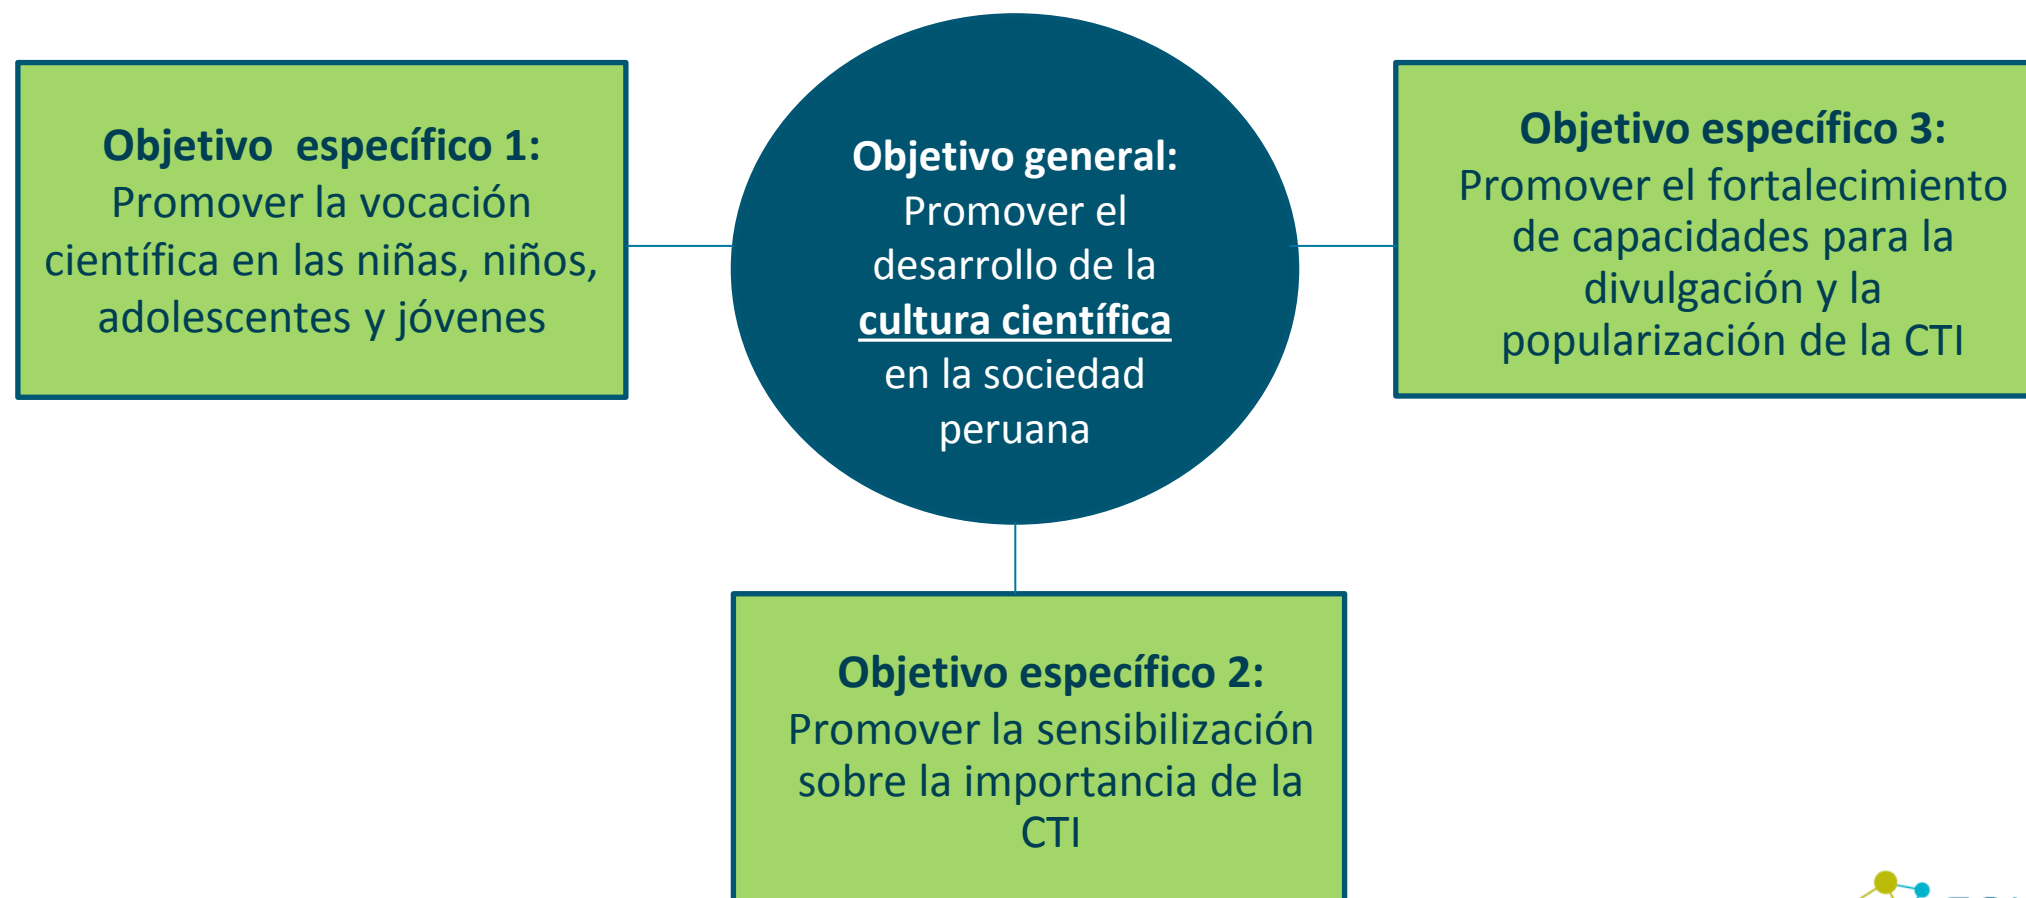 Objetivo específico 1:
Promover la vocación
científica en las niñas, niños,
adolescentes y jóvenes
Objetivo general:
Promover el
desarrollo de la
cultura científica
en la sociedad
peruana
Objetivo específico 3:
Promover el fortalecimiento
de capacidades para la
divulgación y la
popularización de la CTI
Objetivo específico 2:
Promover la sensibilización
sobre la importancia de la
CTI